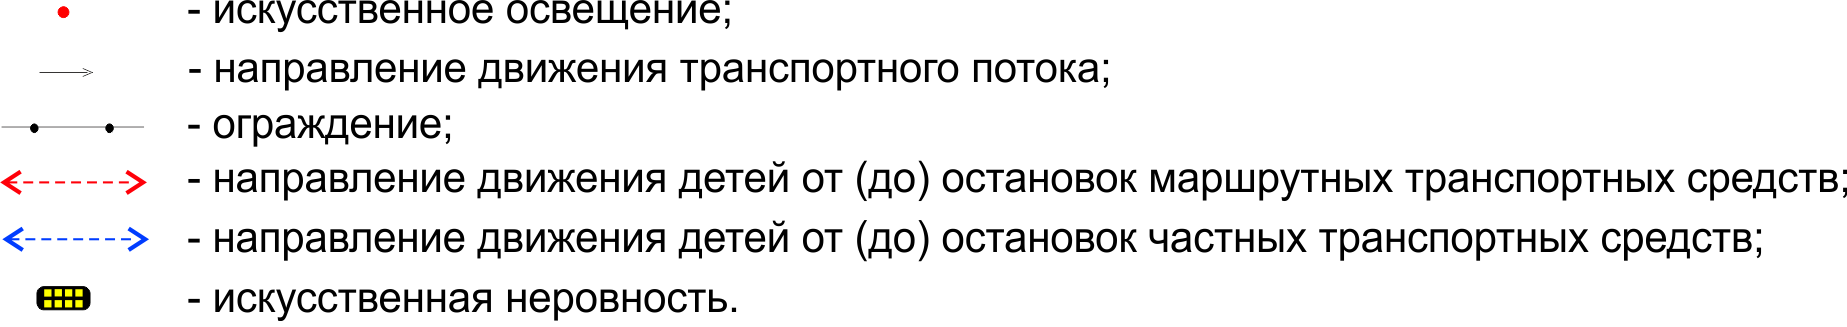 - искусственное освещение;
- направление движения транспортного потока;
- ограждение;
- направление движения детей от (до) остановок маршрутных транспортных средств;
- направление движения детей от (до) остановок частных транспортных средств;
- искусственная неровность.